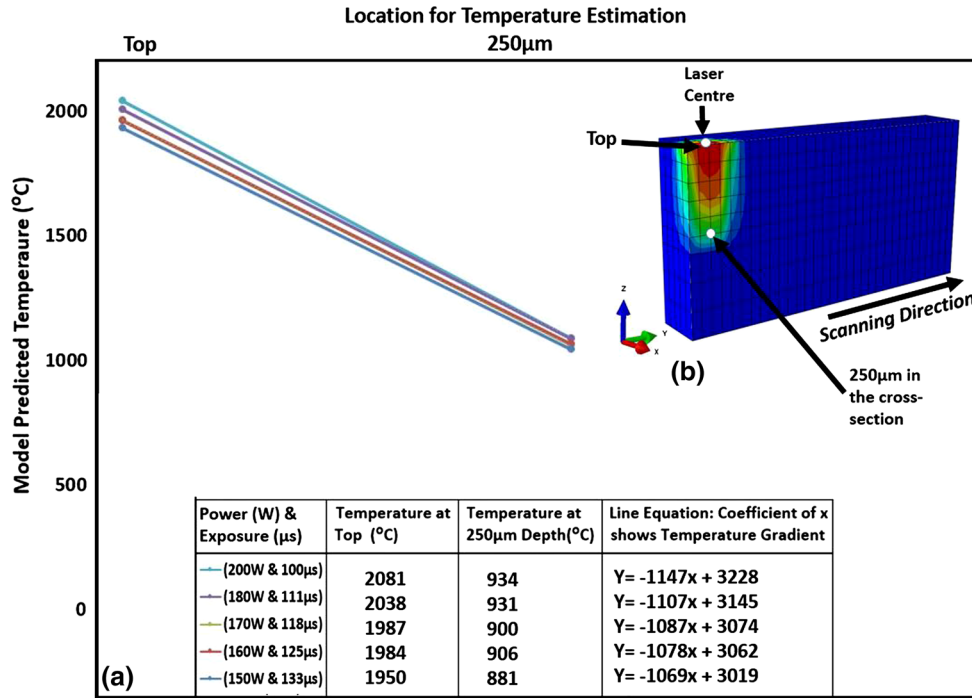 Location for Temperature Estimation
Top
250µm
Model Predicted Temperature (°C)
2000
1500
1000
500
0
Laser
Centre
Top
Z
Y
X
Scanning Direction
(b)
250µm in
the cross-
section
Power (W) &
Exposure (µs)
Temperature at
Top (°C)
Temperature at
250µm Depth(°C)
Line Equation: Coefficient of x
shows Temperature Gradient
(200W & 100µs) 2081 934 Y= -1147x + 3228
(180W & 111µs) 2038 931 Y= -1107x + 3145
(170W & 118µs) 1987 900 Y= -1087x + 3074
(160W & 125µs) 1984 906 Y= -1078x + 3062
(150W & 133µs) 1950 881 Y= -1069x + 3019
(a)